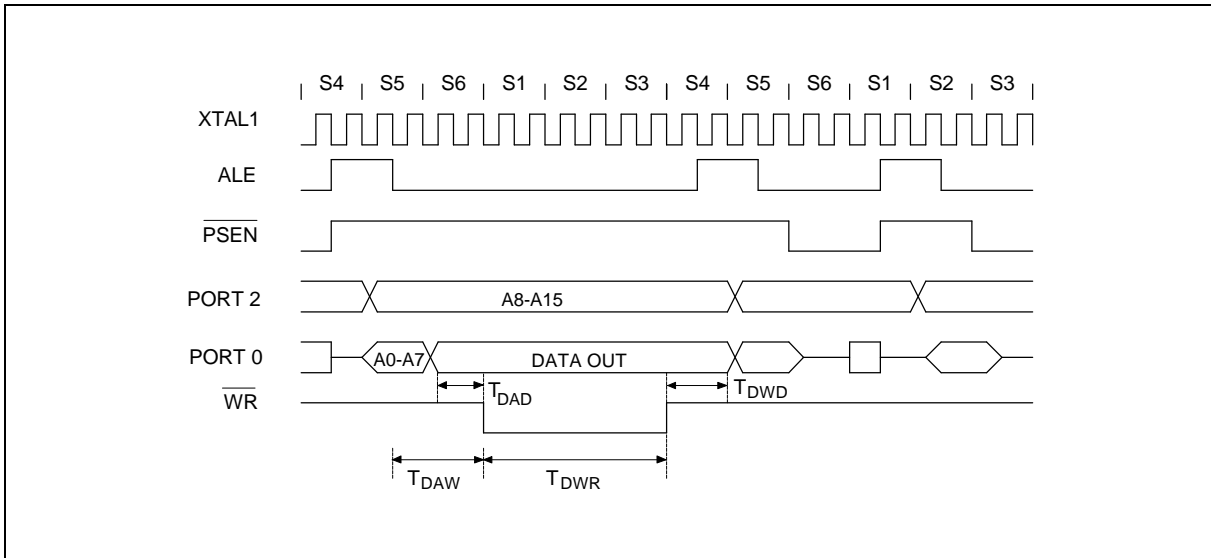 S4 S5 S6 S1 S2 S3 S4 S5 S6 S1 S2 S3
XTAL1
ALE
PSEN
PORT 2 A8-A15
PORT 0 A0-A7 DATA OUT
TDAD TDWD
WR
TDAW TDWR